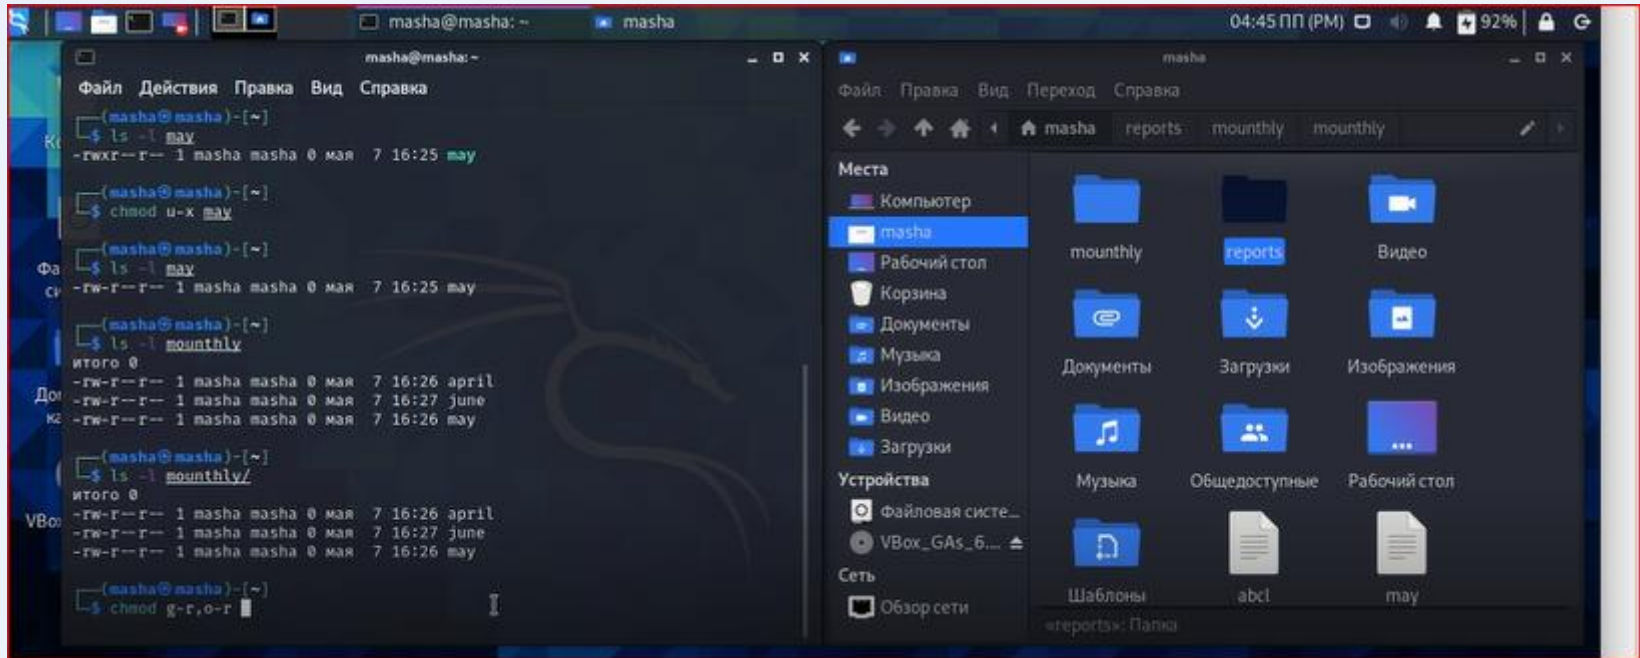 masha@masha: ~
masha
04:45 ПП (PM)
92%
masha@masha: ~
Файл Действия Правка Вид Справка
(masha㉿masha)-[~]
$ ls -l may
-rwxr--r-- 1 masha masha 0 мая 7 16:25 may
(masha㉿masha)-[~]
$ chmod u-x may
(masha㉿masha)-[~]
$ ls -l may
-rw-r--r-- 1 masha masha 0 мая 7 16:25 may
(masha㉿masha)-[~]
$ ls -l mounthly
итого 0
-rw-r--r-- 1 masha masha 0 мая 7 16:26 april
-rw-r--r-- 1 masha masha 0 мая 7 16:27 june
-rw-r--r-- 1 masha masha 0 мая 7 16:26 may
(masha㉿masha)-[~]
$ ls -l mounthly/
итого 0
-rw-r--r-- 1 masha masha 0 мая 7 16:26 april
-rw-r--r-- 1 masha masha 0 мая 7 16:27 june
-rw-r--r-- 1 masha masha 0 мая 7 16:26 may
(masha㉿masha)-[~]
$ chmod g-r,o-r
masha
Файл Правка Вид Переход Справка
masha reports mounthly mounthly
Места
Компьютер
masha
Рабочий стол
Корзина
Документы
Музыка
Изображения
Видео
Загрузки
Устройства
Файловая систе...
VBox_GAs_6....
Сеть
Обзор сети
mounthly reports Видео
Документы Загрузки Изображения
Музыка Общедоступные Рабочий стол
Шаблоны abcl may
«reports»: Папка